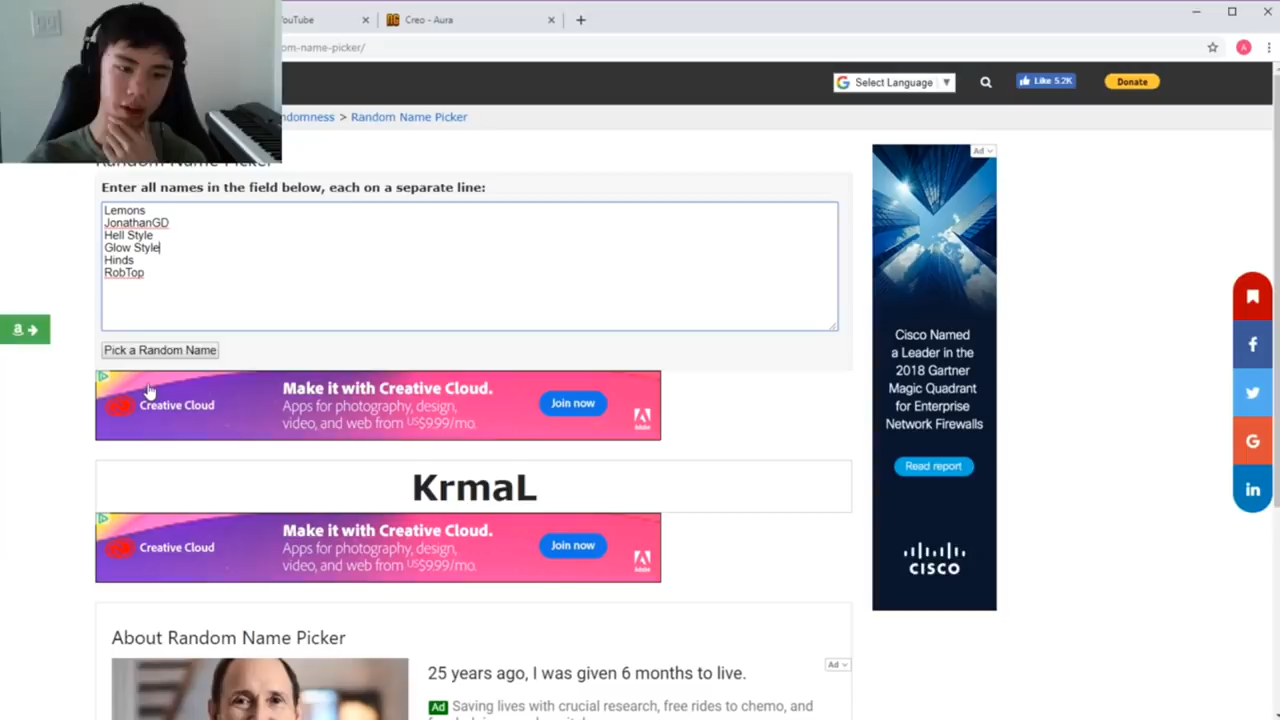 YouTube
Creo - Aura
om-name-picker/
Select Language
Like 5.2K
Donate
ndomness > Random Name Picker
Random Name Picker
Enter all names in the field below, each on a separate line:
Lemons
JonathanGD
Hell Style
Glow Style
Hinds
RobTop
Pick a Random Name
Creative Cloud
Make it with Creative Cloud.
Apps for photography, design,
video, and web from US$9.99/mo.
Join now
KrmaL
Creative Cloud
Make it with Creative Cloud.
Apps for photography, design,
video, and web from US$9.99/mo.
Join now
About Random Name Picker
25 years ago, I was given 6 months to live.
Ad
Ad Saving lives with crucial research, free rides to chemo, and
Ad
Cisco Named
a Leader in the
2018 Gartner
Magic Quadrant
for Enterprise
Network Firewalls
Read report
CISCO